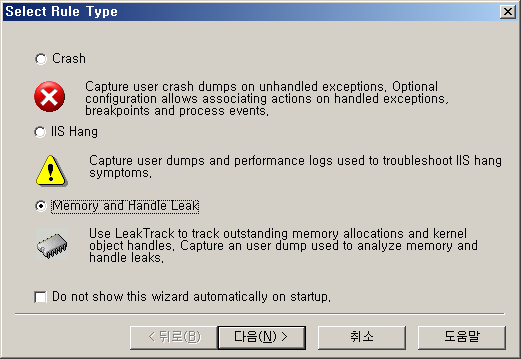 Select Rule Type
Crash
Capture user crash dumps on unhandled exceptions. Optional
configuration allows associating actions on handled exceptions,
breakpoints and process events.
IIS Hang
Capture user dumps and performance logs used to troubleshoot IIS hang
symptoms.
Memory and Handle Leak
Use LeakTrack to track outstanding memory allocations and kernel
object handles. Capture an user dump used to analyze memory and
handle leaks.
Do not show this wizard automatically on startup.
< 뒤로(B)
다음(N) >
취소
도움말